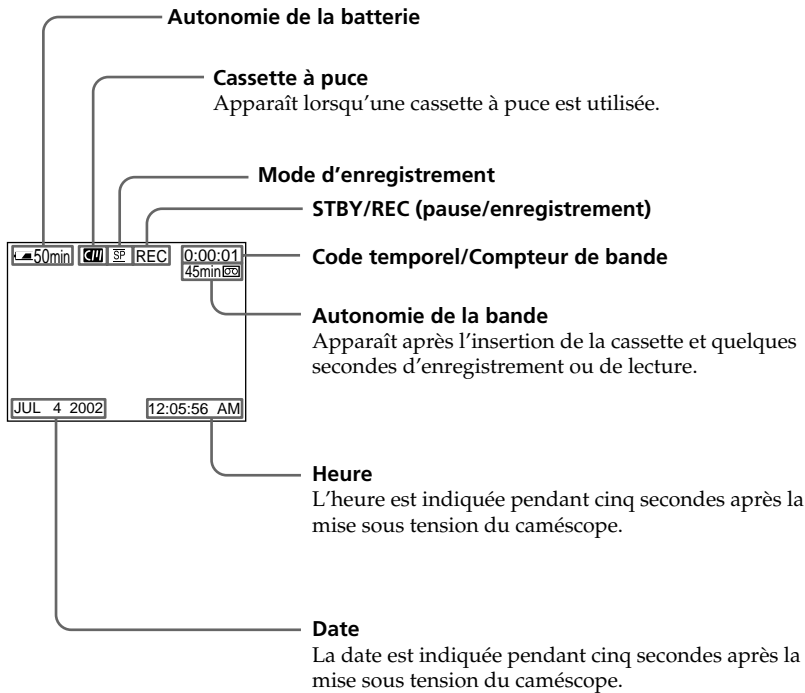 Autonomie de la batterie
Cassette à puce
Apparaît lorsqu'une cassette à puce est utilisée.
Mode d'enregistrement
STBY/REC (pause/enregistrement)
50min SP REC 0:00:01
Code temporel/Compteur de bande
45min
Autonomie de la bande
Apparaît après l'insertion de la cassette et quelques
secondes d'enregistrement ou de lecture.
JUL 4 2002 12:05:56 AM
Heure
L'heure est indiquée pendant cinq secondes après la
mise sous tension du caméscope.
Date
La date est indiquée pendant cinq secondes après la
mise sous tension du caméscope.